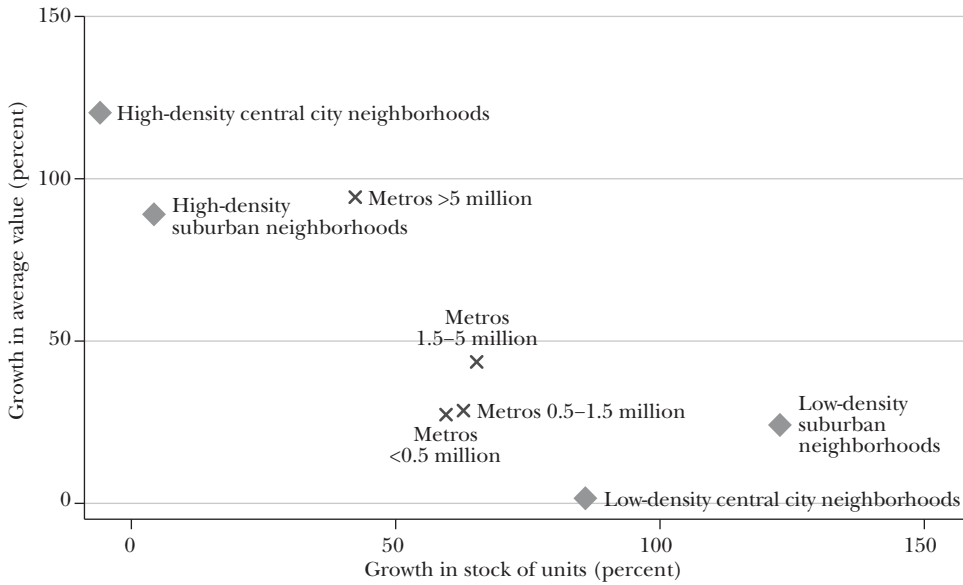 150
High-density central city neighborhoods
100
Metros >5 million
High-density
suburban neighborhoods
Growth in average value (percent)
Metros
50
1.5–5 million
Metros 0.5–1.5 million
Low-density
suburban
neighborhoods
Metros
<0.5 million
0
Low-density central city neighborhoods
0
50
100
150
Growth in stock of units (percent)